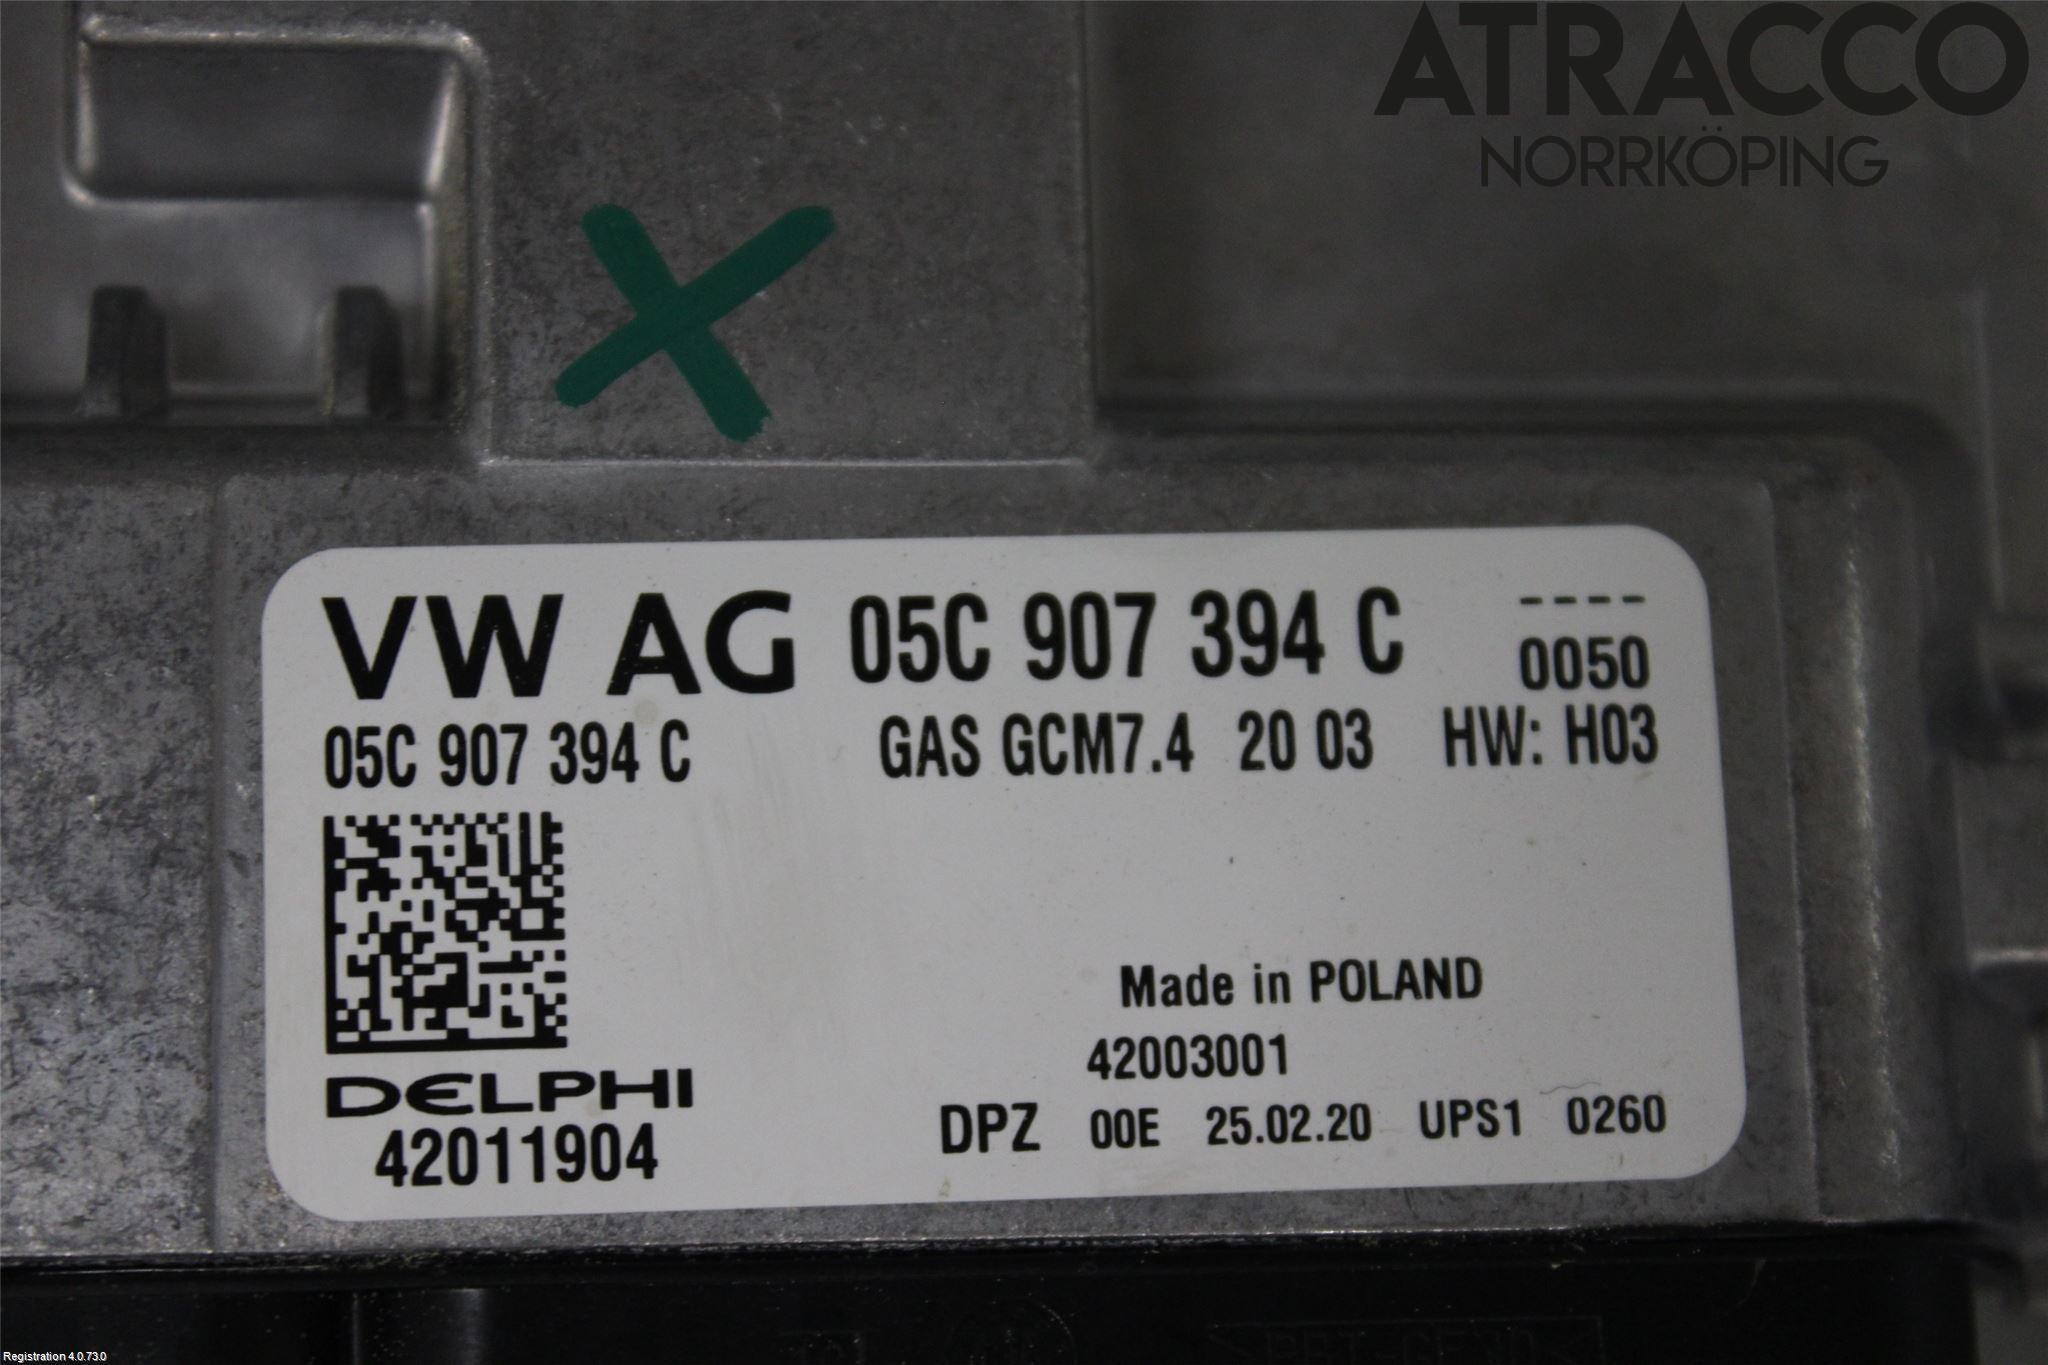 ATRACCO
NORRKÖPING
VW AG 05C 907 394 C ----
0050
05C 907 394 C GAS GCM7.4 20 03 HW: H03
Made in POLAND
42003001
DELPHI
42011904
DPZ 00E 25.02.20 UPS1 0260
Registration 4.0.73.0